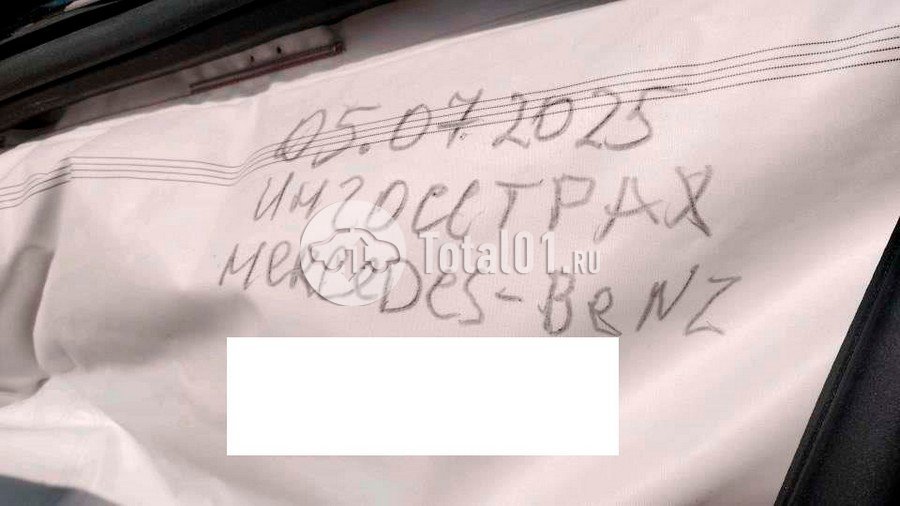 05.07.2025
ИНГОССТРАХ
Total01.RU
MerceDes-BeNZ